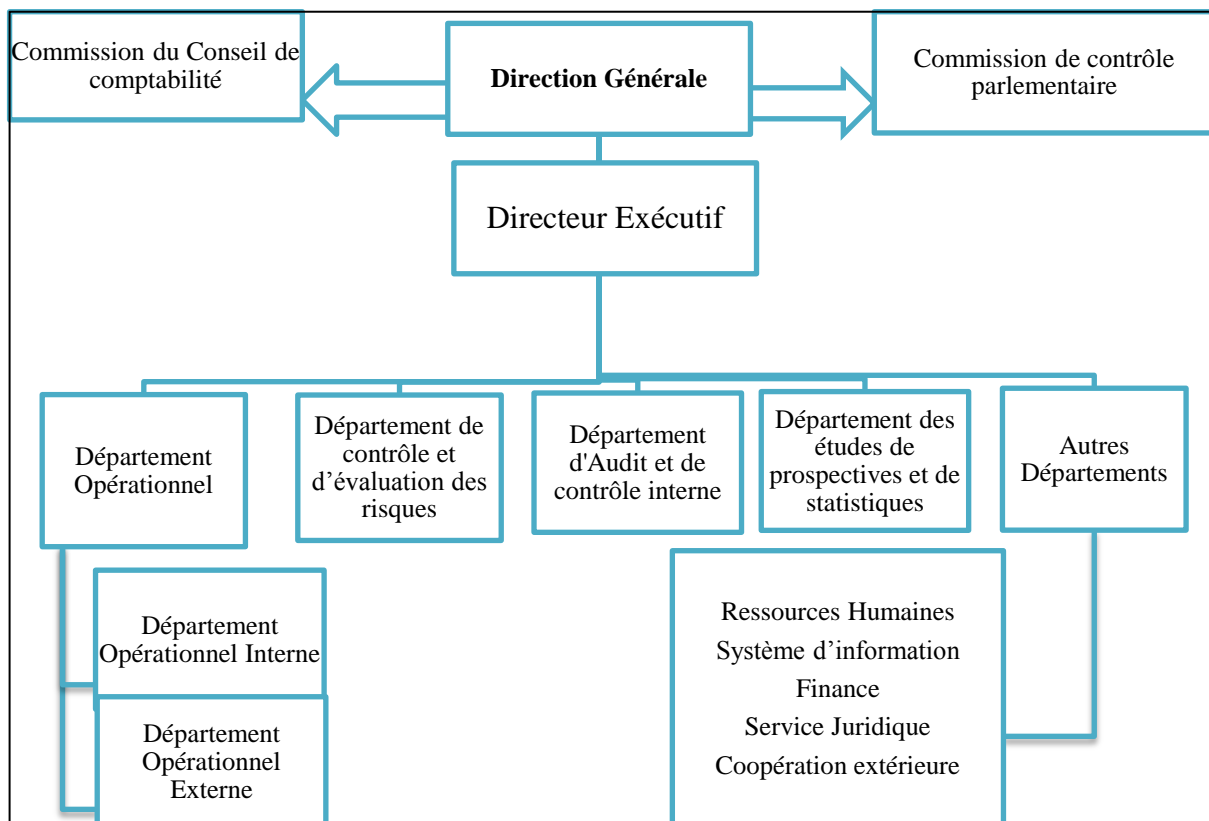 Commission du Conseil de
comptabilité
Direction Générale
Commission de contrôle
parlementaire
Directeur Exécutif
Département
Opérationnel
Département de
contrôle et
d’évaluation des
risques
Département
d'Audit et de
contrôle interne
Département des
études de
prospectives et de
statistiques
Autres
Départements
Département
Opérationnel Interne
Département
Opérationnel
Externe
Ressources Humaines
Système d’information
Finance
Service Juridique
Coopération extérieure